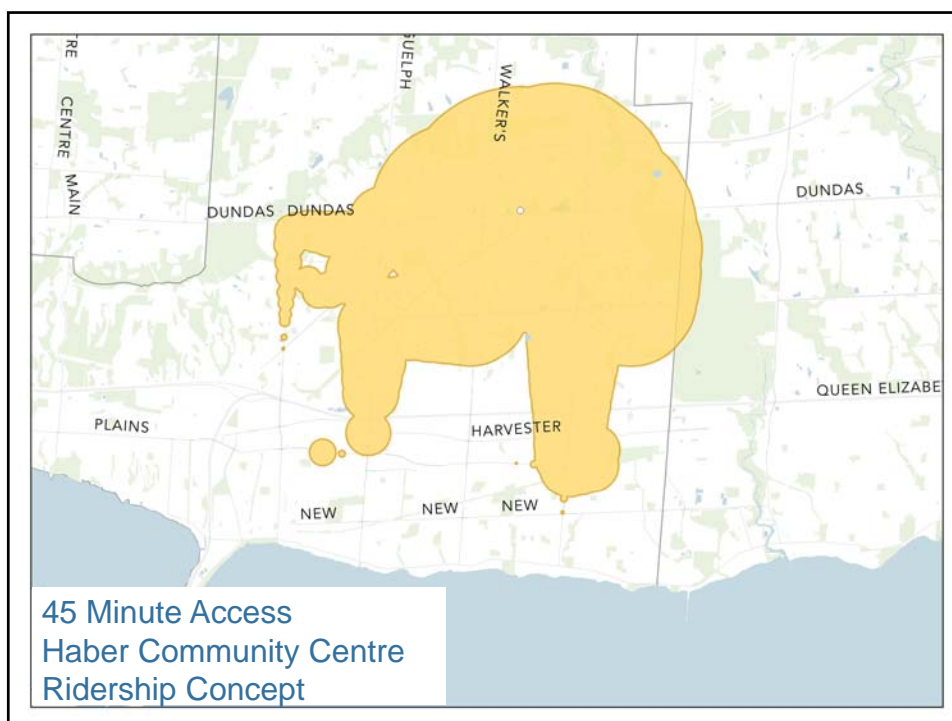 TRE
CENTRE
MAIN
GUELPH
WALKER'S
DUNDAS DUNDAS
DUNDAS
QUEEN ELIZABE
PLAINS
HARVESTER
NEW NEW NEW
45 Minute Access
Haber Community Centre
Ridership Concept